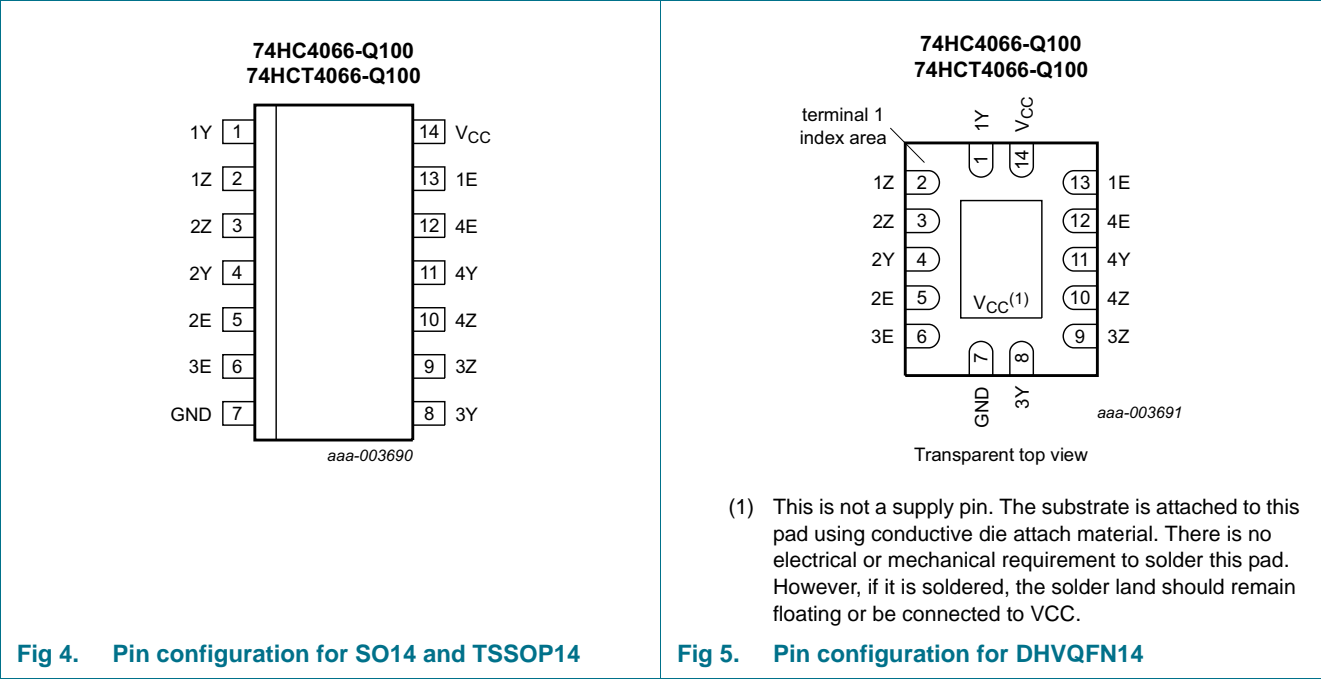 74HC4066-Q100
74HCT4066-Q100
1Y 1 14 VCC
1Z 2 13 1E
2Z 3 12 4E
2Y 4 11 4Y
2E 5 10 4Z
3E 6 9 3Z
GND 7 8 3Y
aaa-003690
Fig 4. Pin configuration for SO14 and TSSOP14
74HC4066-Q100
74HCT4066-Q100
terminal 1
index area
1Y VCC
1 14
1Z 2 13 1E
2Z 3 12 4E
2Y 4 11 4Y
2E 5 VCC(1) 10 4Z
3E 6 9 3Z
7 8
GND 3Y
aaa-003691
Transparent top view
(1) This is not a supply pin. The substrate is attached to this
pad using conductive die attach material. There is no
electrical or mechanical requirement to solder this pad.
However, if it is soldered, the solder land should remain
floating or be connected to VCC.
Fig 5. Pin configuration for DHVQFN14